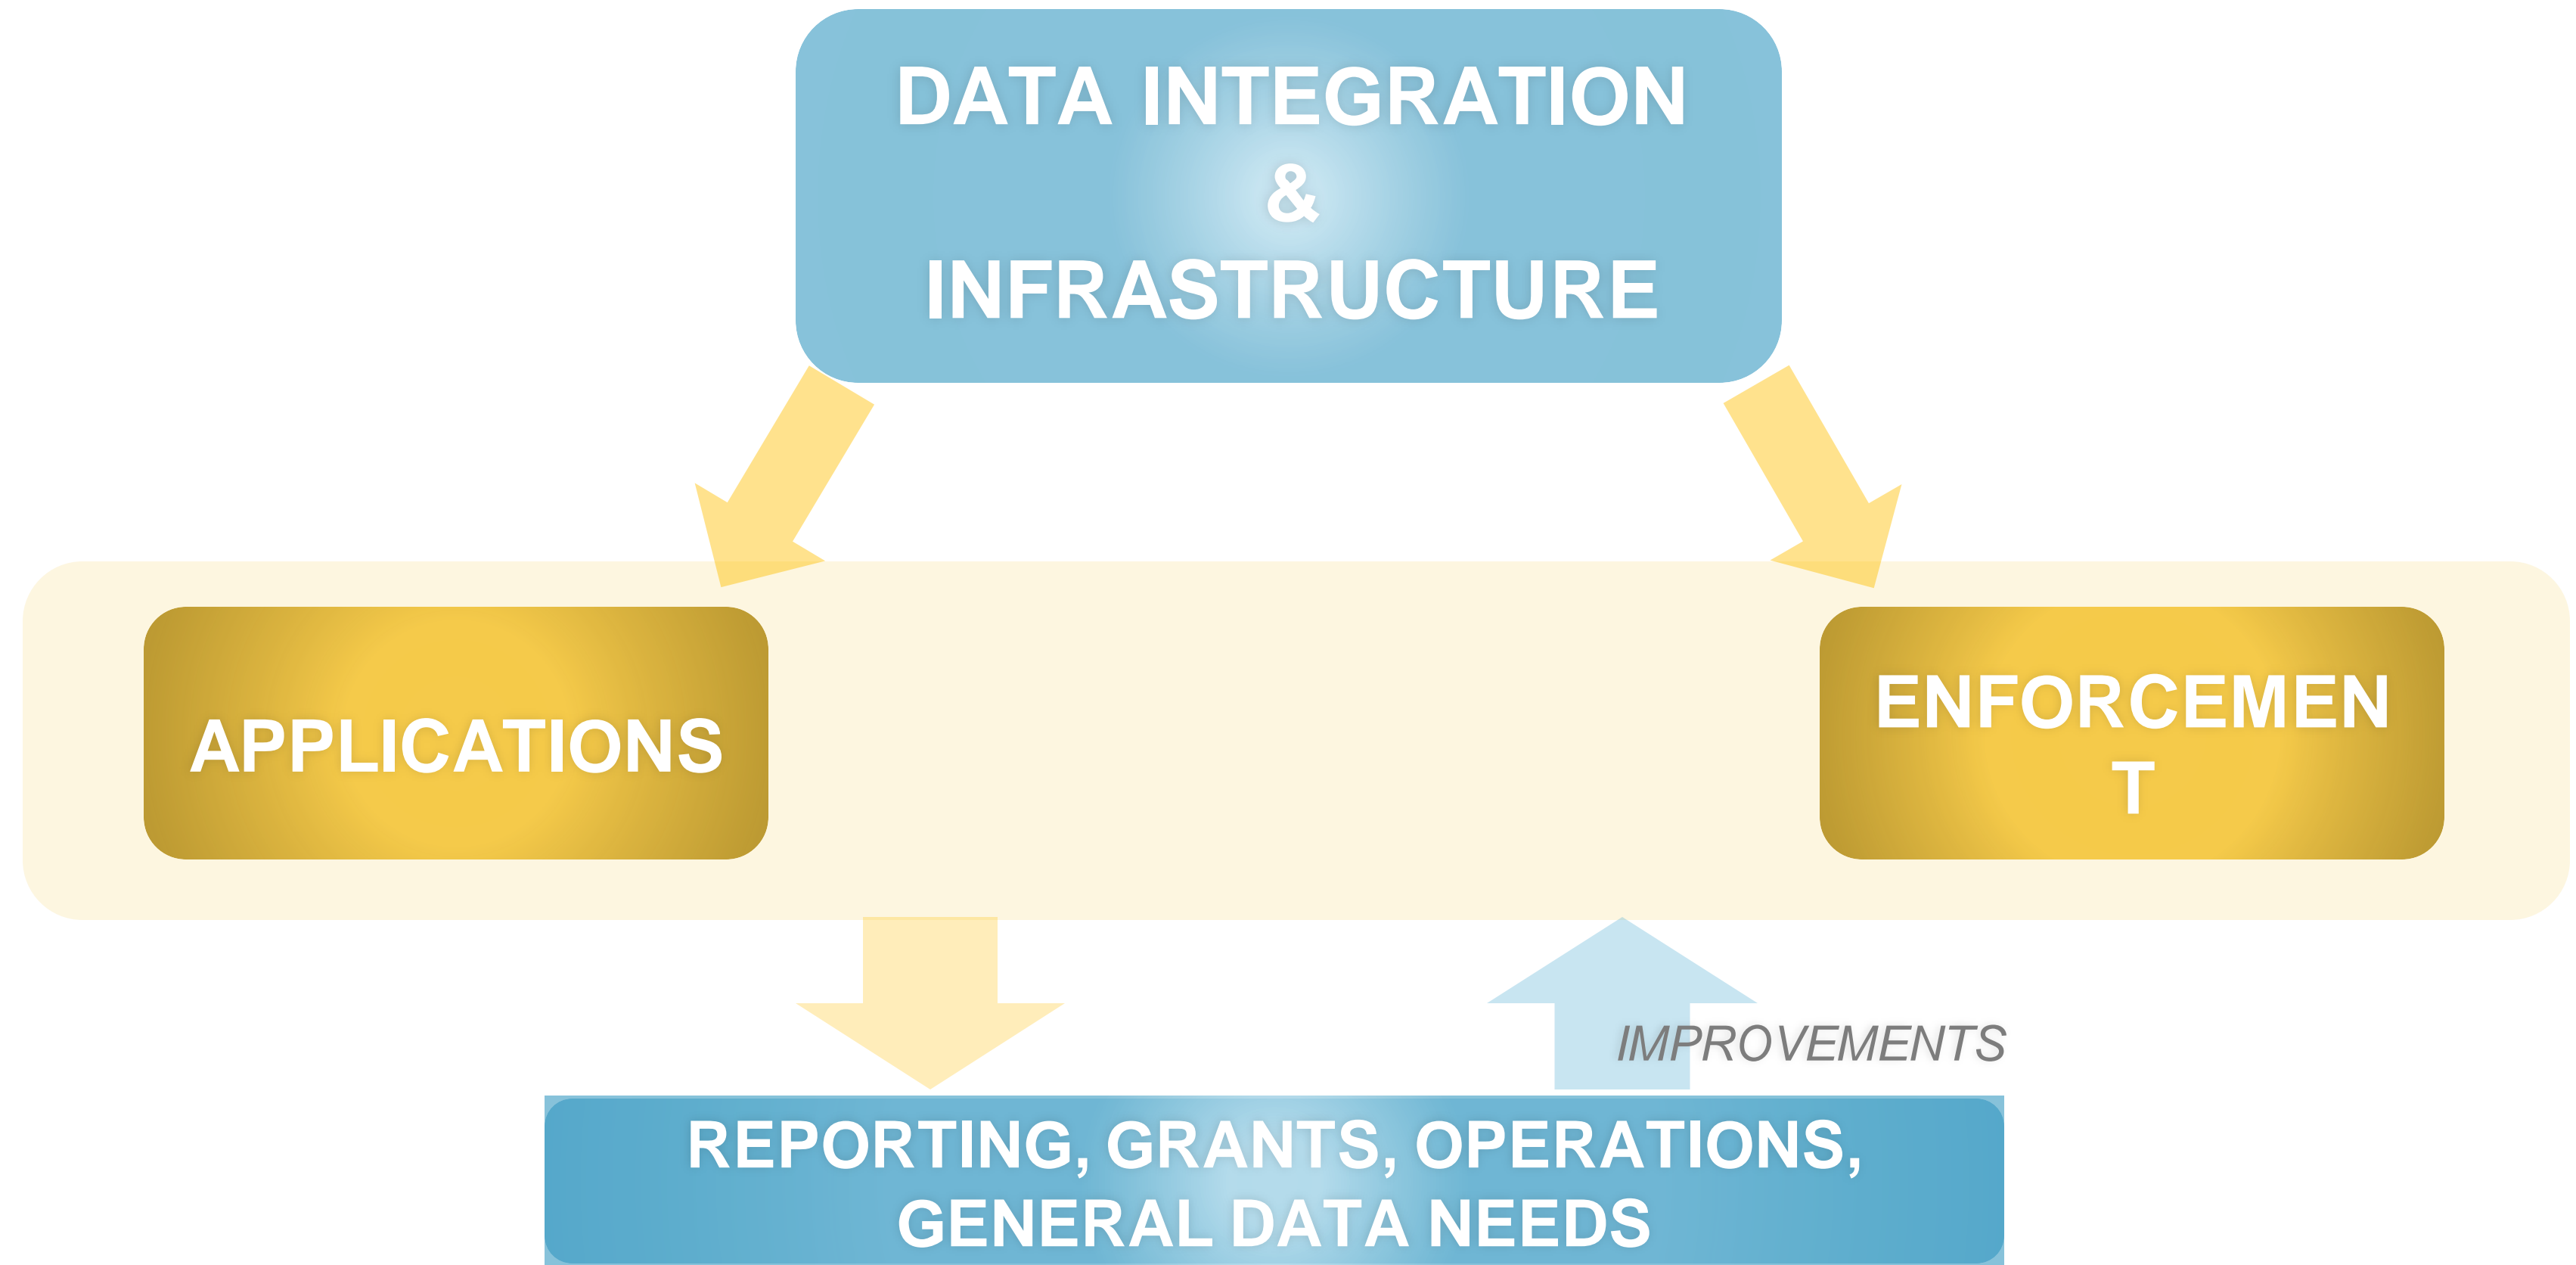 DATA INTEGRATION
&
INFRASTRUCTURE
APPLICATIONS
ENFORCEMEN
T
IMPROVEMENTS
REPORTING, GRANTS, OPERATIONS,
GENERAL DATA NEEDS